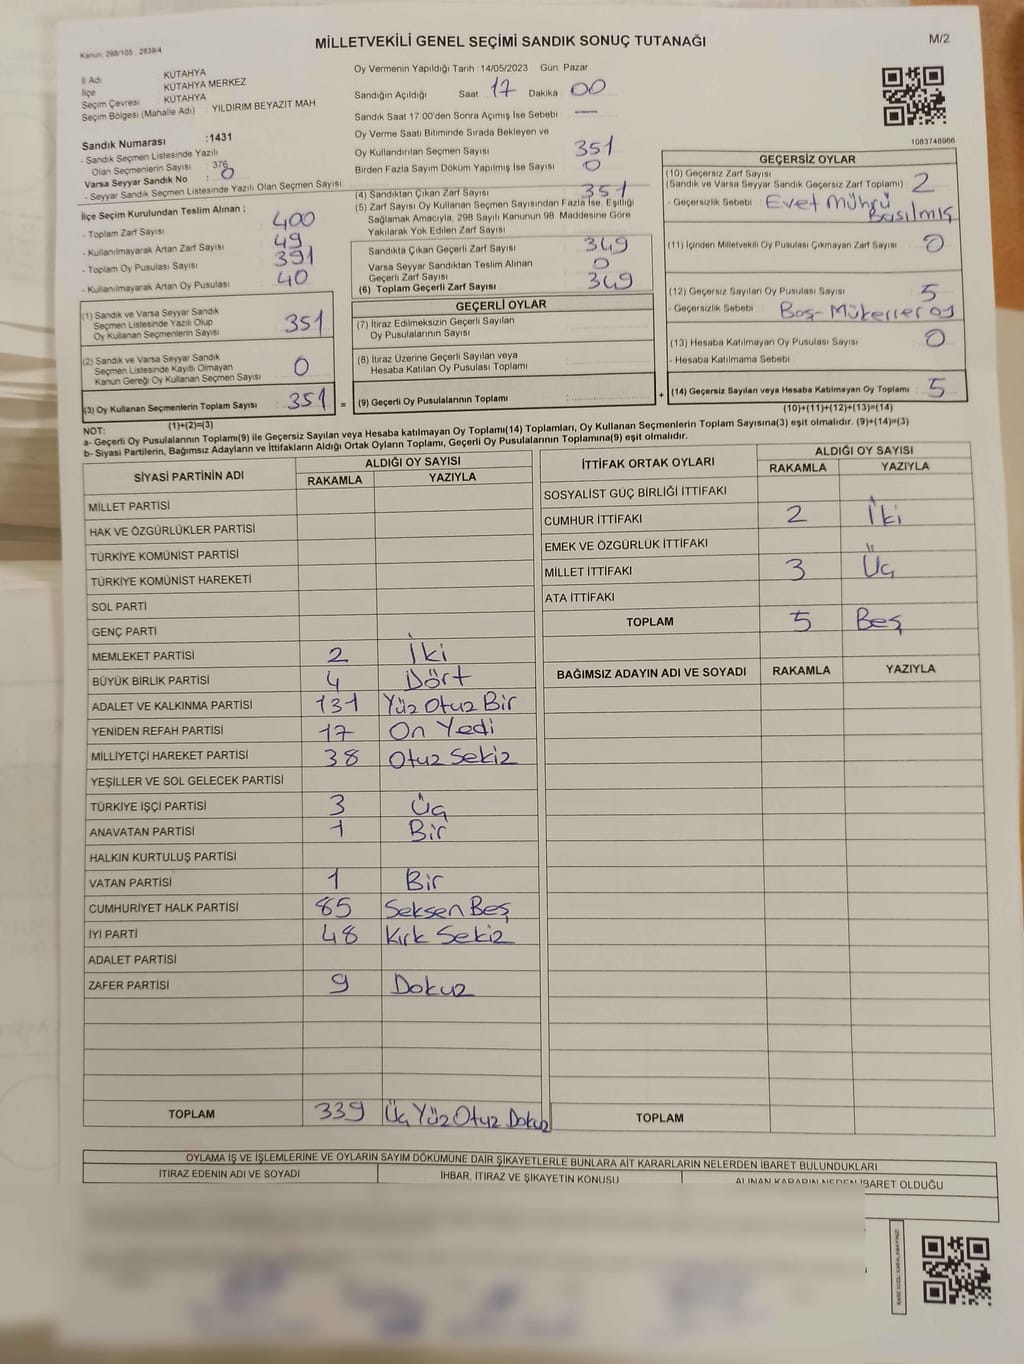 Kanun: 298/105 , 2839/4
MİLLETVEKİLİ GENEL SEÇİMİ SANDIK SONUÇ TUTANAĞI
M/2
İl Adı : KÜTAHYA
İlçe : KÜTAHYA MERKEZ
Seçim Çevresi : KÜTAHYA
Seçim Bölgesi (Mahalle Adı) : YILDIRIM BEYAZIT MAH
Sandık Numarası :1431
- Sandık Seçmen Listesinde Yazılı
Olan Seçmenlerin Sayısı : 376
Varsa Seyyar Sandık No : 0
- Seyyar Sandık Seçmen Listesinde Yazılı Olan Seçmen Sayısı
İlçe Seçim Kurulundan Teslim Alınan ;
- Toplam Zarf Sayısı : 400
- Kullanılmayarak Artan Zarf Sayısı : 49
- Toplam Oy Pusulası Sayısı : 391
- Kullanılmayarak Artan Oy Pusulası : 40
(1) Sandık ve Varsa Seyyar Sandık
Seçmen Listesinde Yazılı Olup
Oy Kullanan Seçmenlerin Sayısı : 351
(2) Sandık ve Varsa Seyyar Sandık
Seçmen Listesinde Kayıtlı Olmayan
Kanun Gereği Oy Kullanan Seçmen Sayısı : 0
(3) Oy Kullanan Seçmenlerin Toplam Sayısı : 351
(1)+(2)=(3)
Oy Vermenin Yapıldığı Tarih :14/05/2023 Gün: Pazar
Sandığın Açıldığı Saat: 17 Dakika: 00
Sandık Saat 17:00'den Sonra Açımış İse Sebebi : —
Oy Verme Saati Bitiminde Sırada Bekleyen ve
Oy Kullandırılan Seçmen Sayısı : 351
Birden Fazla Sayım Döküm Yapılmış İse Sayısı : 0
(4) Sandıktan Çıkan Zarf Sayısı : 351
(5) Zarf Sayısı Oy Kullanan Seçmen Sayısından Fazla İse, Eşitliği
Sağlamak Amacıyla, 298 Sayılı Kanunun 98. Maddesine Göre
Yakılarak Yok Edilen Zarf Sayısı :
Sandıkta Çıkan Geçerli Zarf Sayısı : 349
Varsa Seyyar Sandıktan Teslim Alınan
Geçerli Zarf Sayısı : 0
(6) Toplam Geçerli Zarf Sayısı : 349
GEÇERLİ OYLAR
(7) İtiraz Edilmeksizin Geçerli Sayılan
Oy Pusulalarının Sayısı :
(8) İtiraz Üzerine Geçerli Sayılan veya
Hesaba Katılan Oy Pusulası Toplamı :
= (9) Geçerli Oy Pusulalarının Toplamı : +
1083748966
GEÇERSİZ OYLAR
(10) Geçersiz Zarf Sayısı
(Sandık ve Varsa Seyyar Sandık Geçersiz Zarf Toplamı) : 2
- Geçersizlik Sebebi : Evet Mührü
Basılmış
(11) İçinden Milletvekili Oy Pusulası Çıkmayan Zarf Sayısı : 0
(12) Geçersiz Sayılan Oy Pusulası Sayısı : 5
- Geçersizlik Sebebi : Boş-Mükerrer oy
(13) Hesaba Katılmayan Oy Pusulası Sayısı : 0
- Hesaba Katılmama Sebebi :
(14) Geçersiz Sayılan veya Hesaba Katılmayan Oy Toplamı : 5
(10)+(11)+(12)+(13)=(14)
NOT:
a- Geçerli Oy Pusulalarının Toplamı(9) ile Geçersiz Sayılan veya Hesaba katılmayan Oy Toplamı(14) Toplamları, Oy Kullanan Seçmenlerin Toplam Sayısına(3) eşit olmalıdır. (9)+(14)=(3)
b- Siyasi Partilerin, Bağımsız Adayların ve İttifakların Aldığı Ortak Oyların Toplamı, Geçerli Oy Pusulalarının Toplamına(9) eşit olmalıdır.
SİYASİ PARTİNİN ADI ALDIĞI OY SAYISI
RAKAMLA YAZIYLA
MİLLET PARTİSİ
HAK VE ÖZGÜRLÜKLER PARTİSİ
TÜRKİYE KOMÜNİST PARTİSİ
TÜRKİYE KOMÜNİST HAREKETİ
SOL PARTİ
GENÇ PARTİ
MEMLEKET PARTİSİ 2 İki
BÜYÜK BİRLİK PARTİSİ 4 Dört
ADALET VE KALKINMA PARTİSİ 131 Yüz Otuz Bir
YENİDEN REFAH PARTİSİ 17 On Yedi
MİLLİYETÇİ HAREKET PARTİSİ 38 Otuz Sekiz
YEŞİLLER VE SOL GELECEK PARTİSİ
TÜRKİYE İŞÇİ PARTİSİ 3 Üç
ANAVATAN PARTİSİ 1 Bir
HALKIN KURTULUŞ PARTİSİ
VATAN PARTİSİ 1 Bir
CUMHURİYET HALK PARTİSİ 85 Seksen Beş
İYİ PARTİ 48 Kırk Sekiz
ADALET PARTİSİ
ZAFER PARTİSİ 9 Dokuz
TOPLAM 339 Üç Yüz Otuz Dokuz
İTTİFAK ORTAK OYLARI ALDIĞI OY SAYISI
RAKAMLA YAZIYLA
SOSYALİST GÜÇ BİRLİĞİ İTTİFAKI
CUMHUR İTTİFAKI 2 İki
EMEK VE ÖZGÜRLÜK İTTİFAKI
MİLLET İTTİFAKI 3 Üç
ATA İTTİFAKI
TOPLAM 5 Beş
BAĞIMSIZ ADAYIN ADI VE SOYADI RAKAMLA YAZIYLA
TOPLAM
OYLAMA İŞ VE İŞLEMLERİNE VE OYLARIN SAYIM DÖKÜMÜNE DAİR ŞİKAYETLERLE BUNLARA AİT KARARLARIN NELERDEN İBARET BULUNDUKLARI
İTİRAZ EDENİN ADI VE SOYADI İHBAR, İTİRAZ VE ŞİKAYETİN KONUSU ALINAN KARARIN NEDEN İBARET OLDUĞU